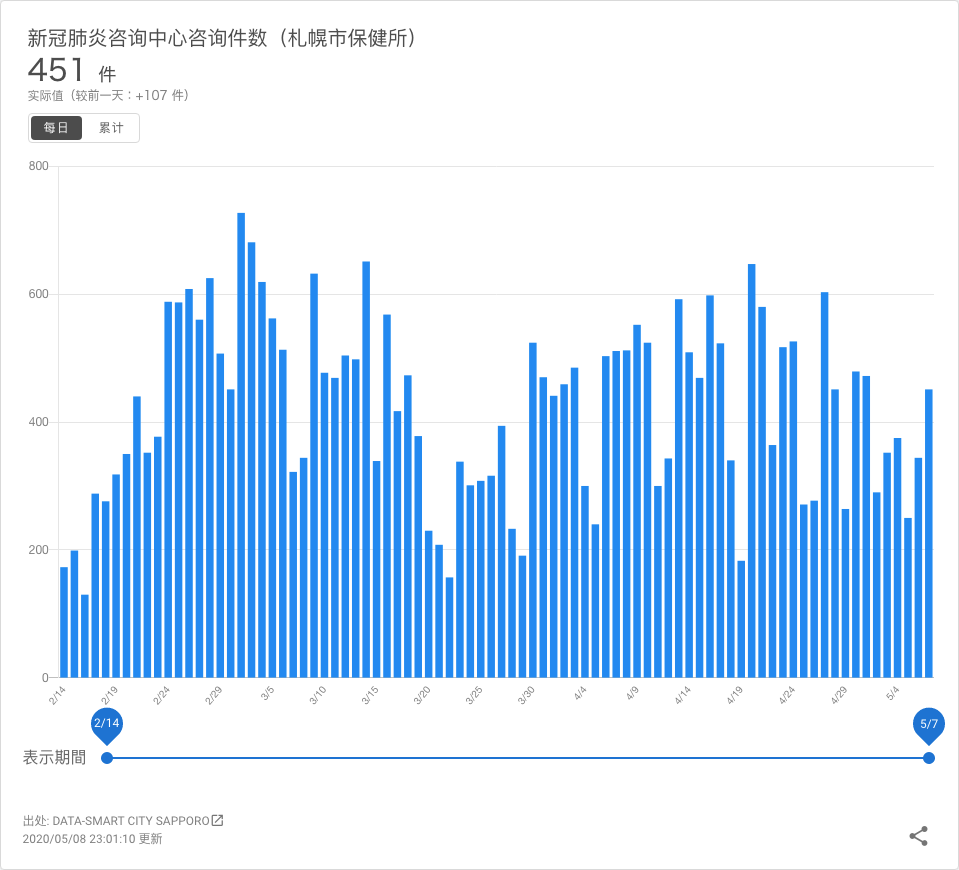 新冠肺炎咨询中心咨询件数（札幌市保健所）
451 件
实际值（较前一天：+107 件）
每日 累计
800
600
400
200
0
2/14 2/19 2/24 2/29 3/5 3/10 3/15 3/20 3/25 3/30 4/4 4/9 4/14 4/19 4/24 4/29 5/4
2/14 5/7
表示期間
出处: DATA-SMART CITY SAPPORO
2020/05/08 23:01:10 更新